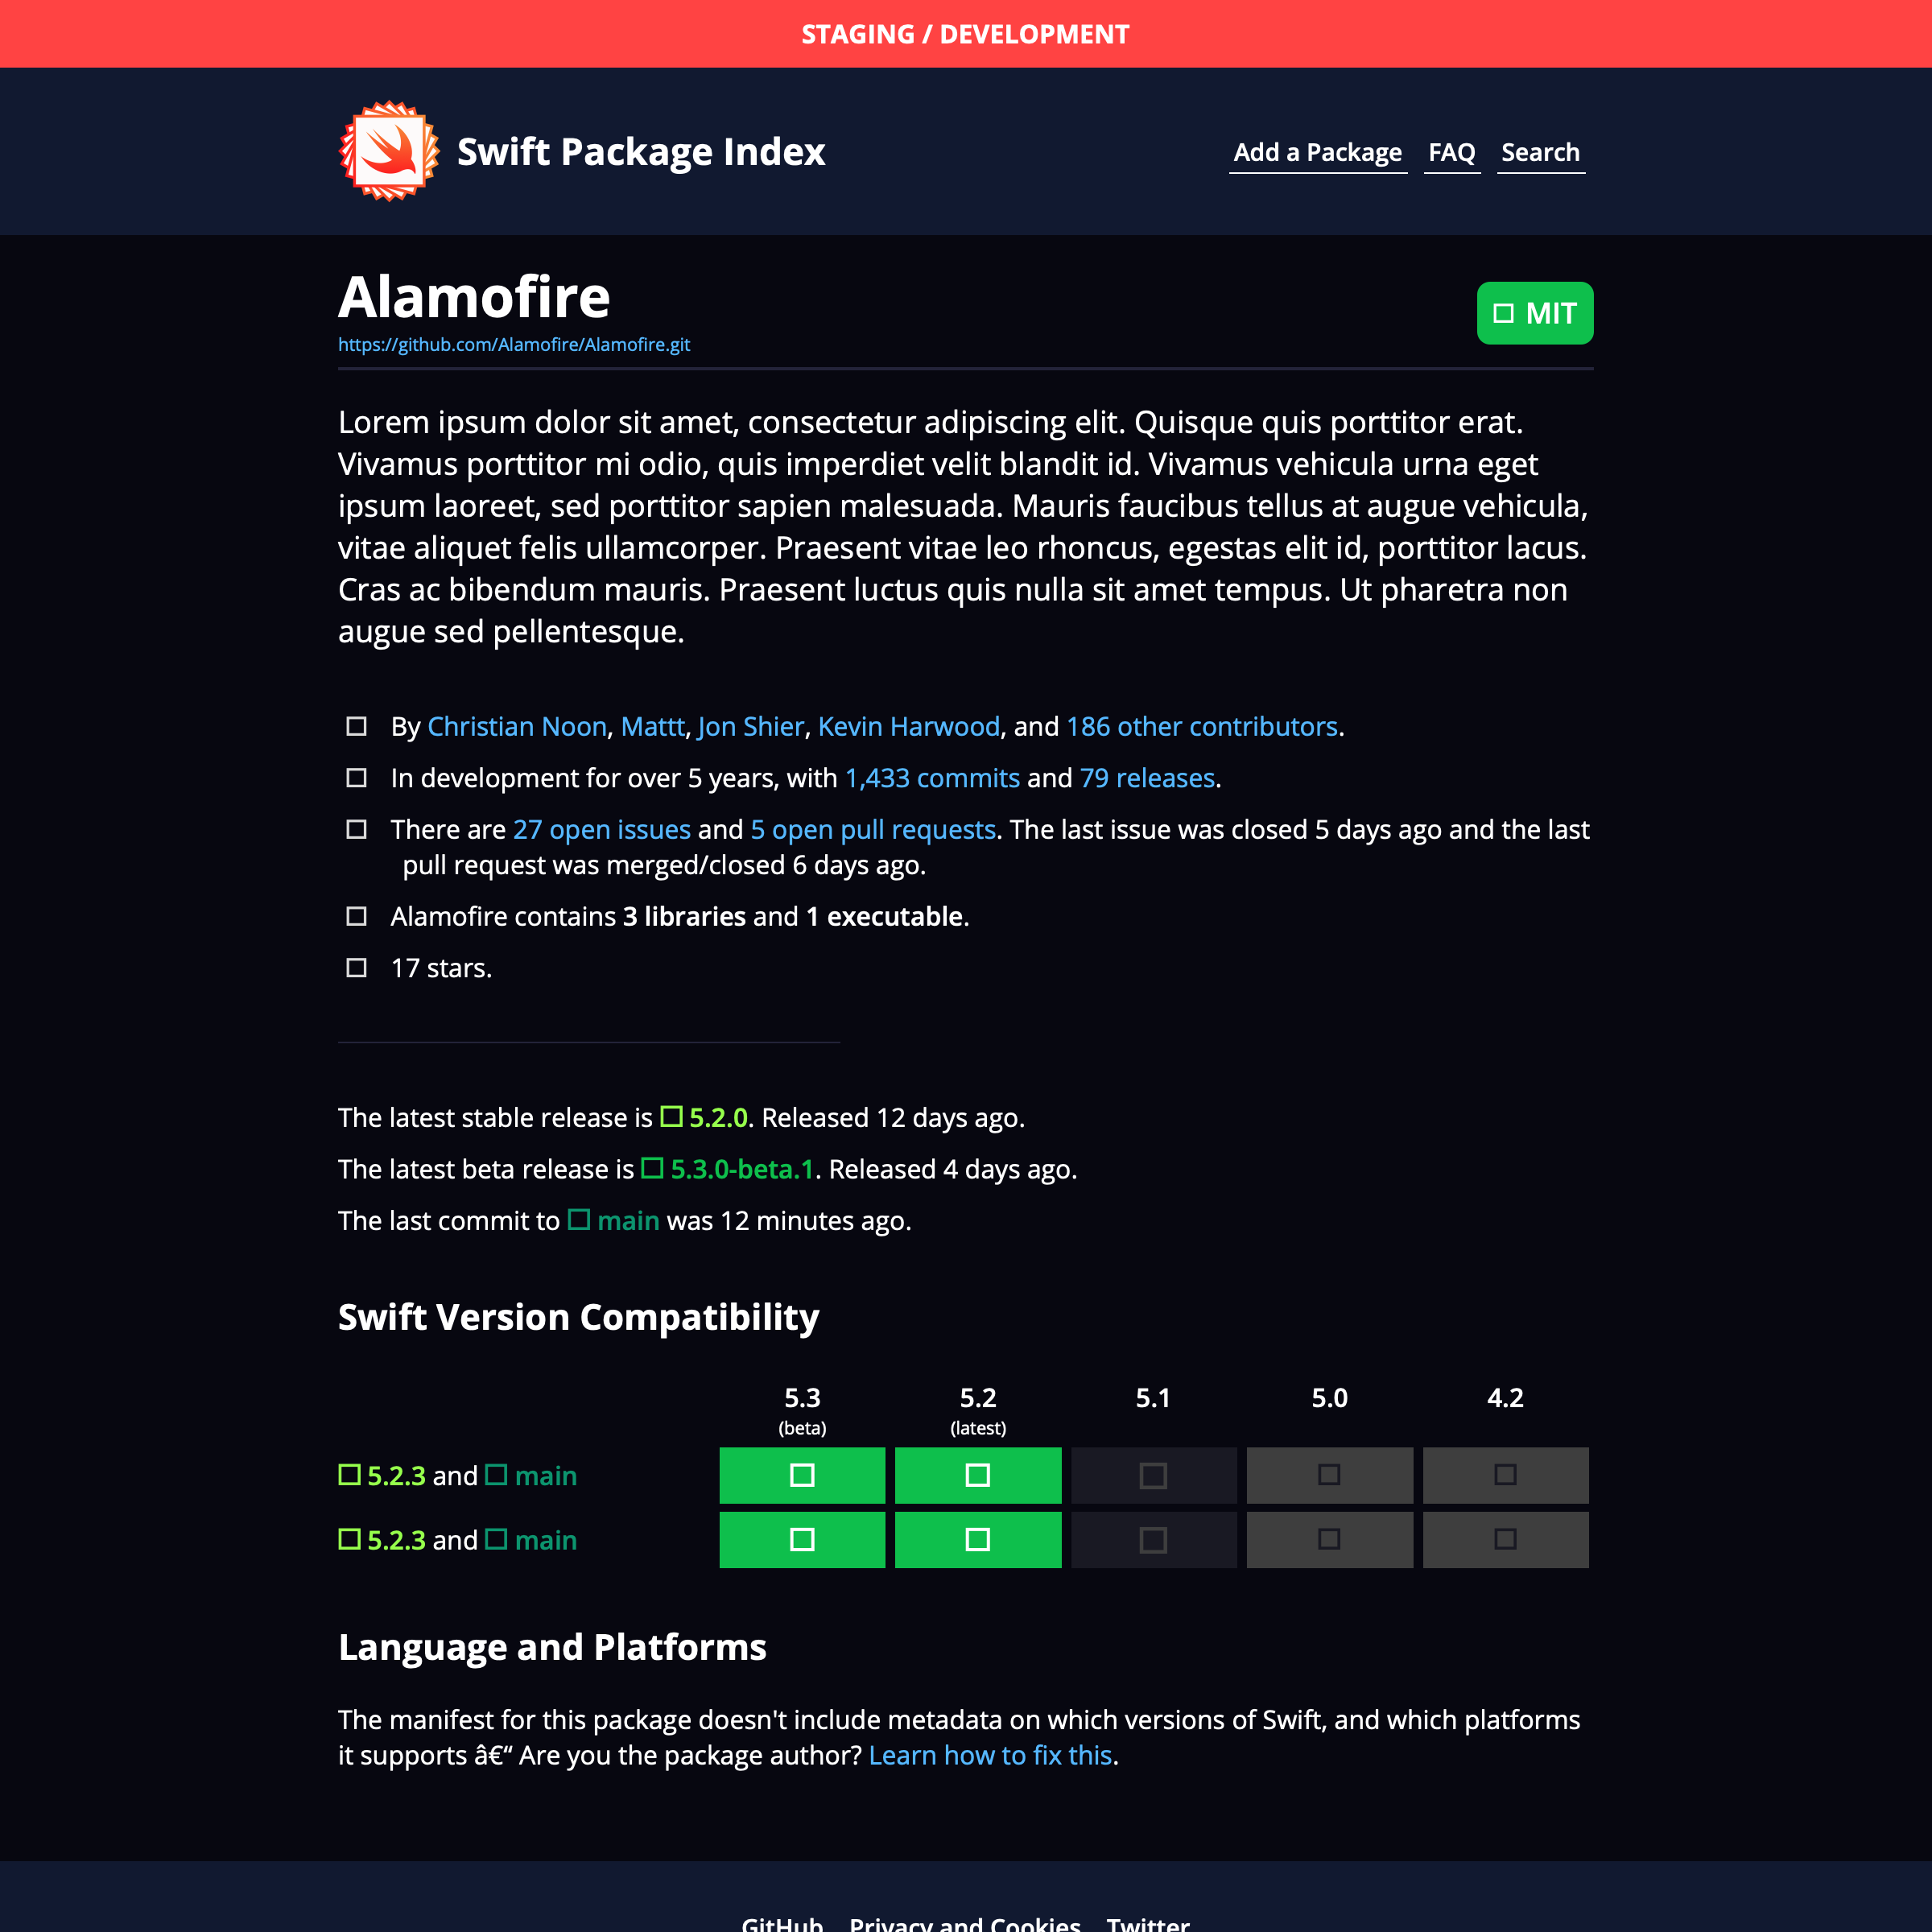 STAGING / DEVELOPMENT
Swift Package Index
Add a Package FAQ Search
Alamofire
MIT
https://github.com/Alamofire/Alamofire.git
Lorem ipsum dolor sit amet, consectetur adipiscing elit. Quisque quis porttitor erat.
Vivamus porttitor mi odio, quis imperdiet velit blandit id. Vivamus vehicula urna eget
ipsum laoreet, sed porttitor sapien malesuada. Mauris faucibus tellus at augue vehicula,
vitae aliquet felis ullamcorper. Praesent vitae leo rhoncus, egestas elit id, porttitor lacus.
Cras ac bibendum mauris. Praesent luctus quis nulla sit amet tempus. Ut pharetra non
augue sed pellentesque.
By Christian Noon, Mattt, Jon Shier, Kevin Harwood, and 186 other contributors.
In development for over 5 years, with 1,433 commits and 79 releases.
There are 27 open issues and 5 open pull requests. The last issue was closed 5 days ago and the last
pull request was merged/closed 6 days ago.
Alamofire contains 3 libraries and 1 executable.
17 stars.
The latest stable release is 5.2.0. Released 12 days ago.
The latest beta release is 5.3.0-beta.1. Released 4 days ago.
The last commit to main was 12 minutes ago.
Swift Version Compatibility
5.3 5.2 5.1 5.0 4.2
(beta) (latest)
5.2.3 and main
5.2.3 and main
Language and Platforms
The manifest for this package doesn't include metadata on which versions of Swift, and which platforms
it supports â€“ Are you the package author? Learn how to fix this.
GitHub Privacy and Cookies Twitter